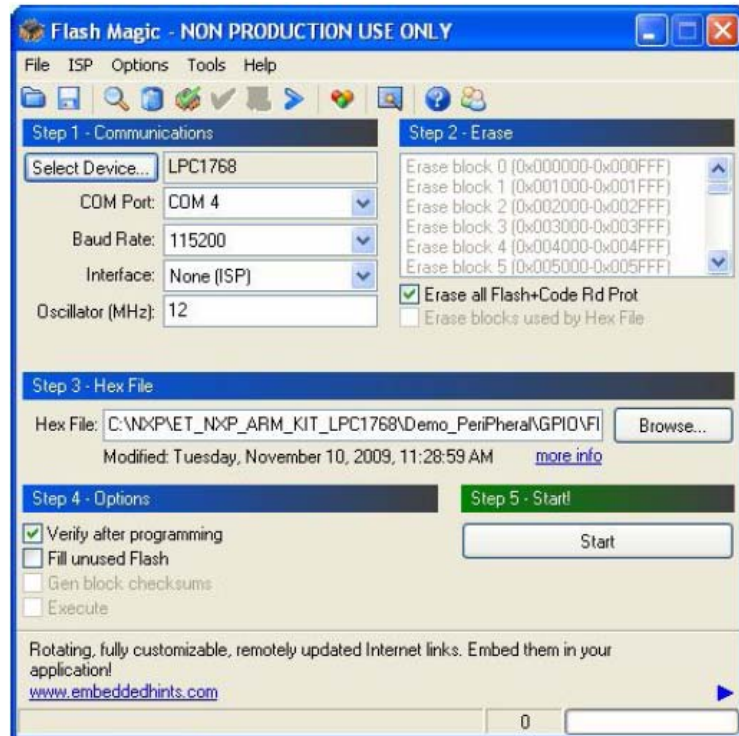 Flash Magic - NON PRODUCTION USE ONLY
File ISP Options Tools Help
Step 1 - Communications
Select Device... LPC1768
COM Port: COM 4
Baud Rate: 115200
Interface: None (ISP)
Oscillator (MHz): 12
Step 2 - Erase
Erase block 0 (0x000000-0x000FFF)
Erase block 1 (0x001000-0x001FFF)
Erase block 2 (0x002000-0x002FFF)
Erase block 3 (0x003000-0x003FFF)
Erase block 4 (0x004000-0x004FFF)
Erase block 5 (0x005000-0x005FFF)
Erase all Flash+Code Rd Prot
Erase blocks used by Hex File
Step 3 - Hex File
Hex File: C:\NXP\ET_NXP_ARM_KIT_LPC1768\Demo_PeriPheral\GPIO\FI Browse...
Modified: Tuesday, November 10, 2009, 11:28:59 AM more info
Step 4 - Options
Verify after programming
Fill unused Flash
Gen block checksums
Execute
Step 5 - Start!
Start
Rotating, fully customizable, remotely updated Internet links. Embed them in your
application!
www.embeddedhints.com
0